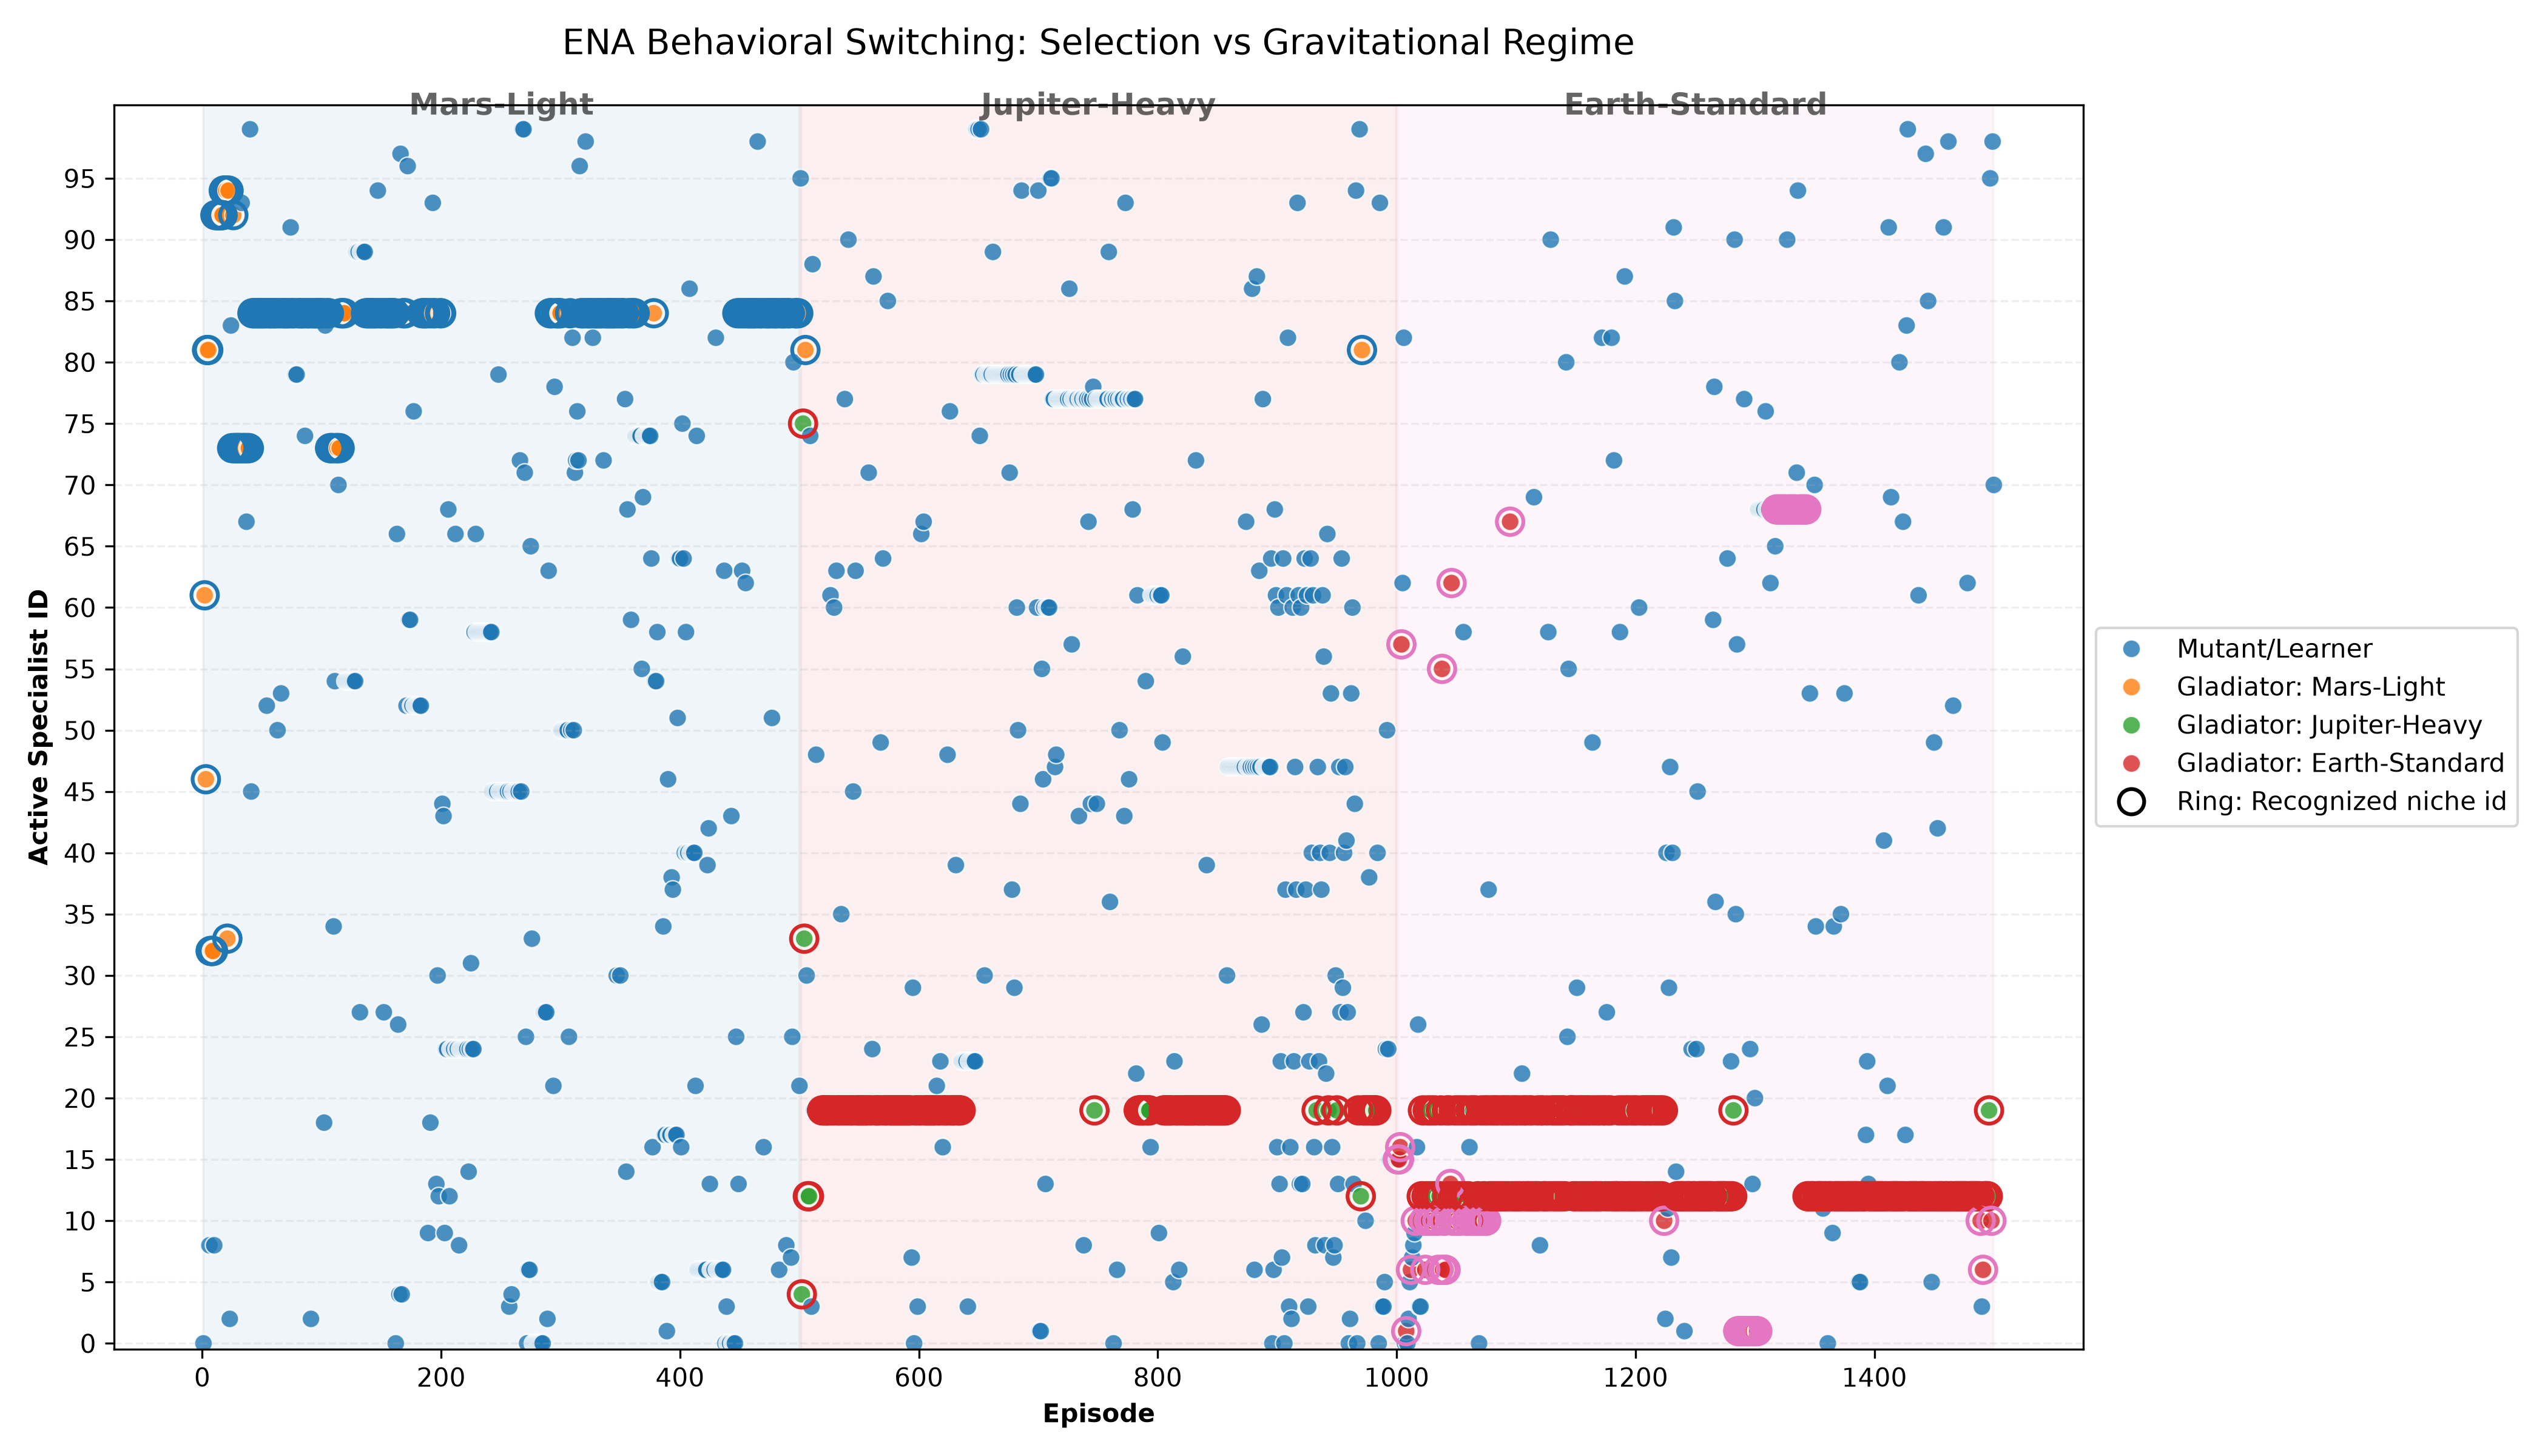 ENA Behavioral Switching: Selection vs Gravitational Regime
Mars-Light
Jupiter-Heavy
Earth-Standard
Active Specialist ID
95
90
85
80
75
70
65
60
55
50
45
40
35
30
25
20
15
10
5
0
0 200 400 600 800 1000 1200 1400
Episode
Mutant/Learner
Gladiator: Mars-Light
Gladiator: Jupiter-Heavy
Gladiator: Earth-Standard
Ring: Recognized niche id